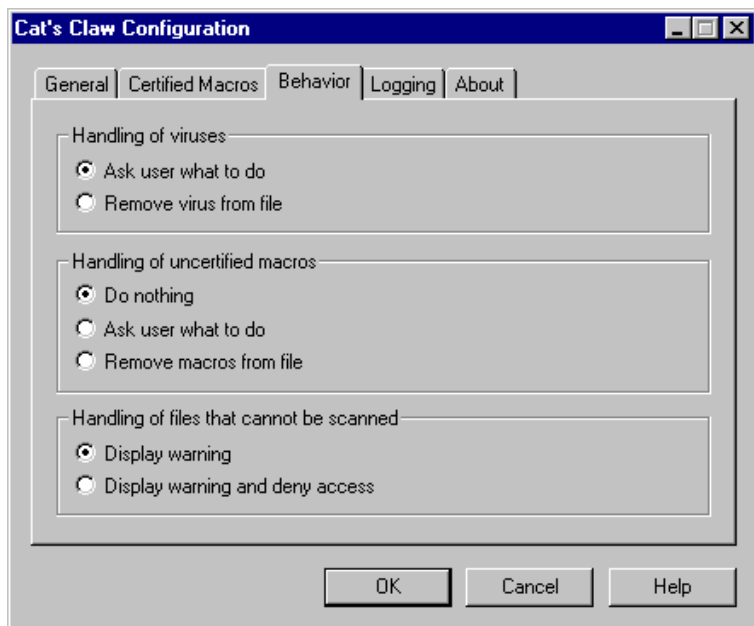 Cat's Claw Configuration
General Certified Macros Behavior Logging About
Handling of viruses
Ask user what to do
Remove virus from file
Handling of uncertified macros
Do nothing
Ask user what to do
Remove macros from file
Handling of files that cannot be scanned
Display warning
Display warning and deny access
OK Cancel Help